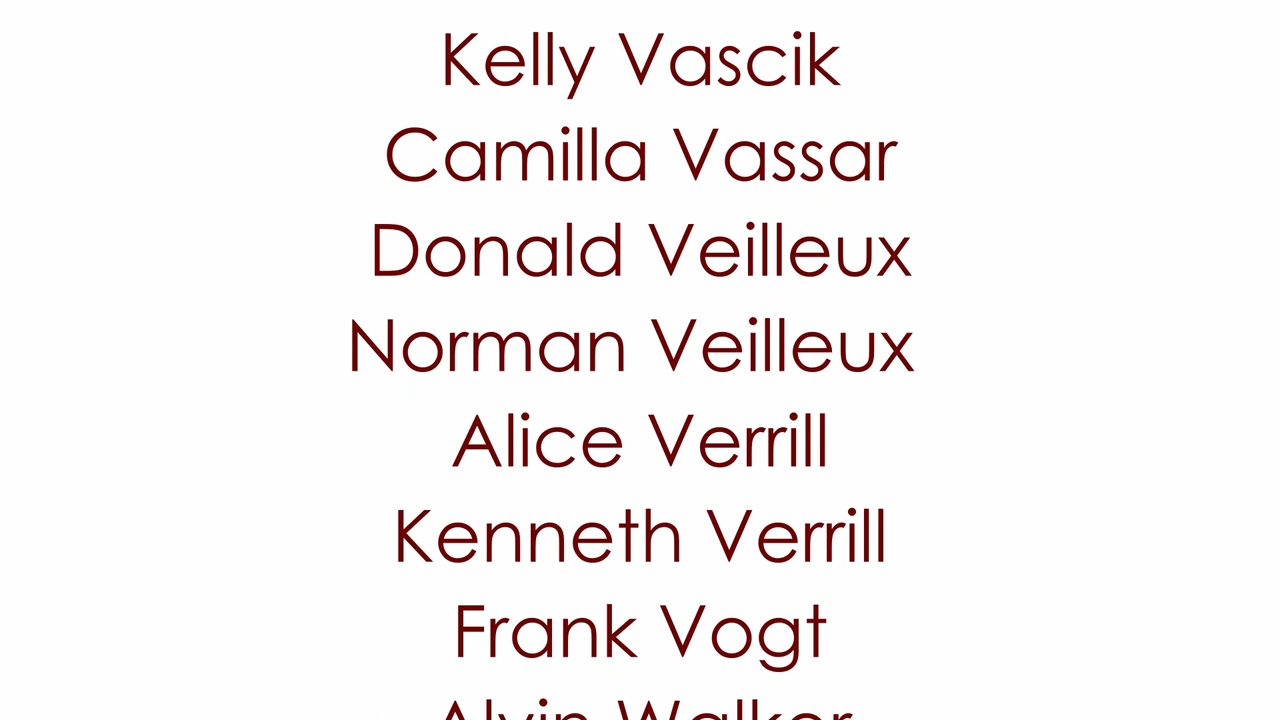 Kelly Vascik
Camilla Vassar
Donald Veilleux
Norman Veilleux
Alice Verrill
Kenneth Verrill
Frank Vogt
Alvin Walker